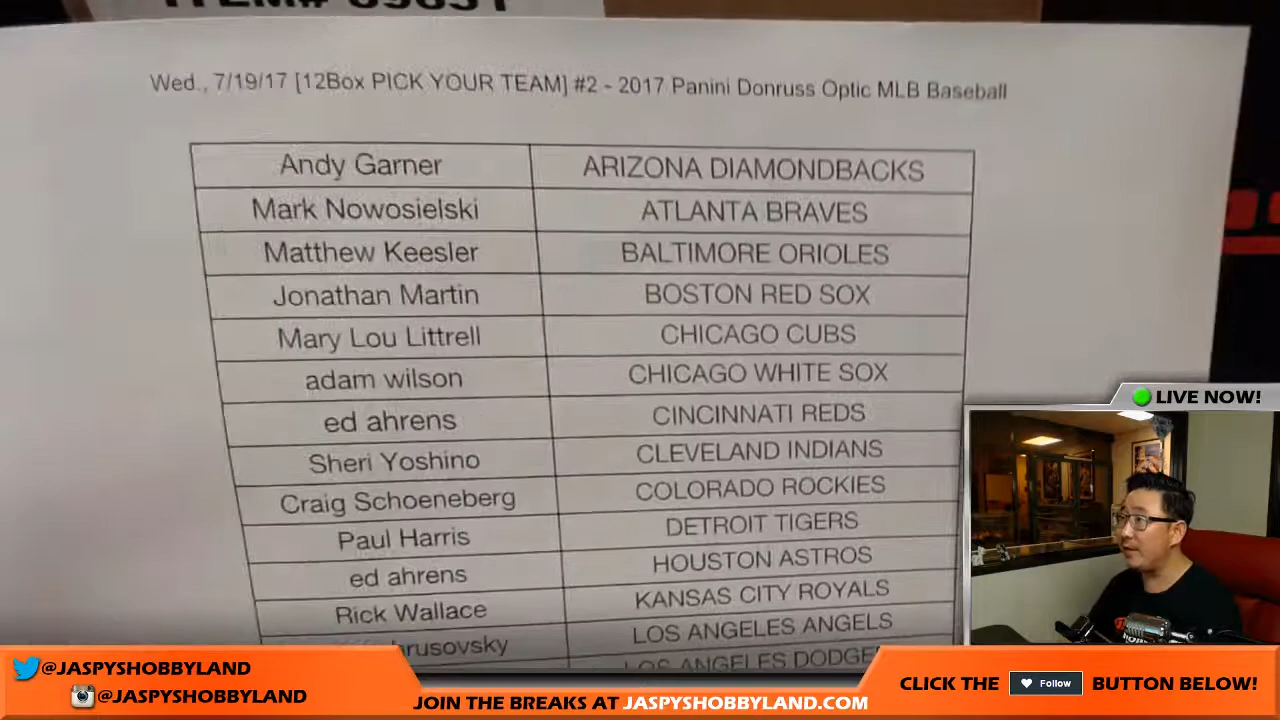 Wed., 7/19/17 [12Box PICK YOUR TEAM] #2 - 2017 Panini Donruss Optic MLB Baseball
Andy Garner ARIZONA DIAMONDBACKS
Mark Nowosielski ATLANTA BRAVES
Matthew Keesler BALTIMORE ORIOLES
Jonathan Martin BOSTON RED SOX
Mary Lou Littrell CHICAGO CUBS
adam wilson CHICAGO WHITE SOX
ed ahrens CINCINNATI REDS
Sheri Yoshino CLEVELAND INDIANS
Craig Schoeneberg COLORADO ROCKIES
Paul Harris DETROIT TIGERS
ed ahrens HOUSTON ASTROS
Rick Wallace KANSAS CITY ROYALS
LOS ANGELES ANGELS
LOS ANGELES
LIVE NOW!
@JASPYSHOBBYLAND
@JASPYSHOBBYLAND
JOIN THE BREAKS AT JASPYSHOBBYLAND.COM
CLICK THE Follow BUTTON BELOW!